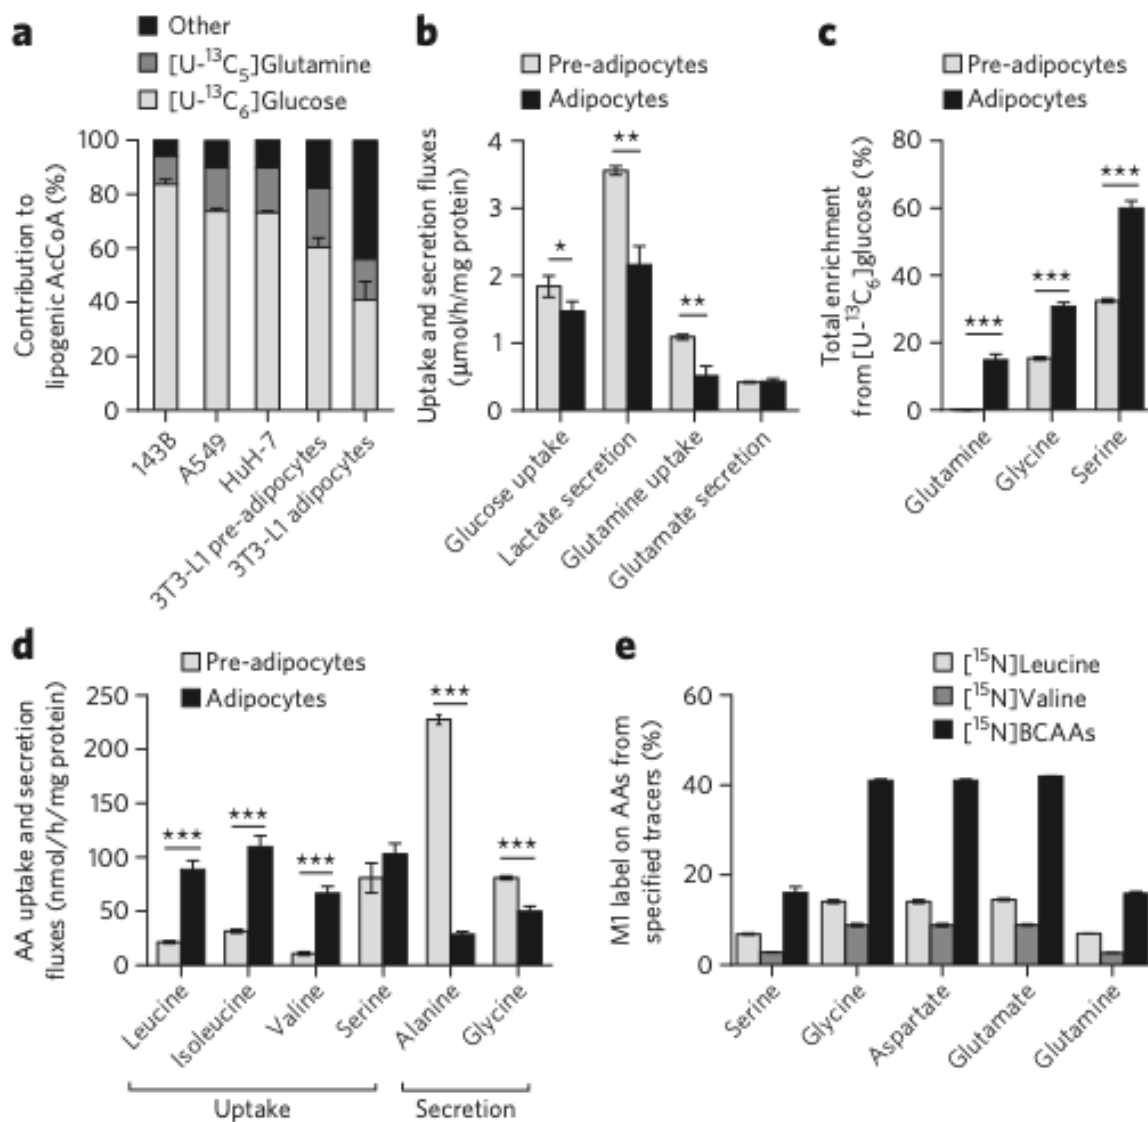 a
Other
[U-¹³C₅]Glutamine
[U-¹³C₆]Glucose
Contribution to
lipogenic AcCoA (%)
100
80
60
40
20
0
143B
A549
HuH-7
3T3-L1 pre-adipocytes
3T3-L1 adipocytes
b
Pre-adipocytes
Adipocytes
Uptake and secretion fluxes
(μmol/h/mg protein)
4
3
2
1
0
*
**
**
Glucose uptake
Lactate secretion
Glutamine uptake
Glutamate secretion
c
Pre-adipocytes
Adipocytes
Total enrichment
from [U-¹³C₆]glucose (%)
80
60
40
20
0
***
***
***
Glutamine
Glycine
Serine
d
Pre-adipocytes
Adipocytes
AA uptake and secretion
fluxes (nmol/h/mg protein)
250
200
150
100
50
0
***
***
***
***
***
Leucine
Isoleucine
Valine
Serine
Alanine
Glycine
Uptake
Secretion
e
[¹⁵N]Leucine
[¹⁵N]Valine
[¹⁵N]BCAAs
M1 label on AAs from
specified tracers (%)
60
40
20
0
Serine
Glycine
Aspartate
Glutamate
Glutamine